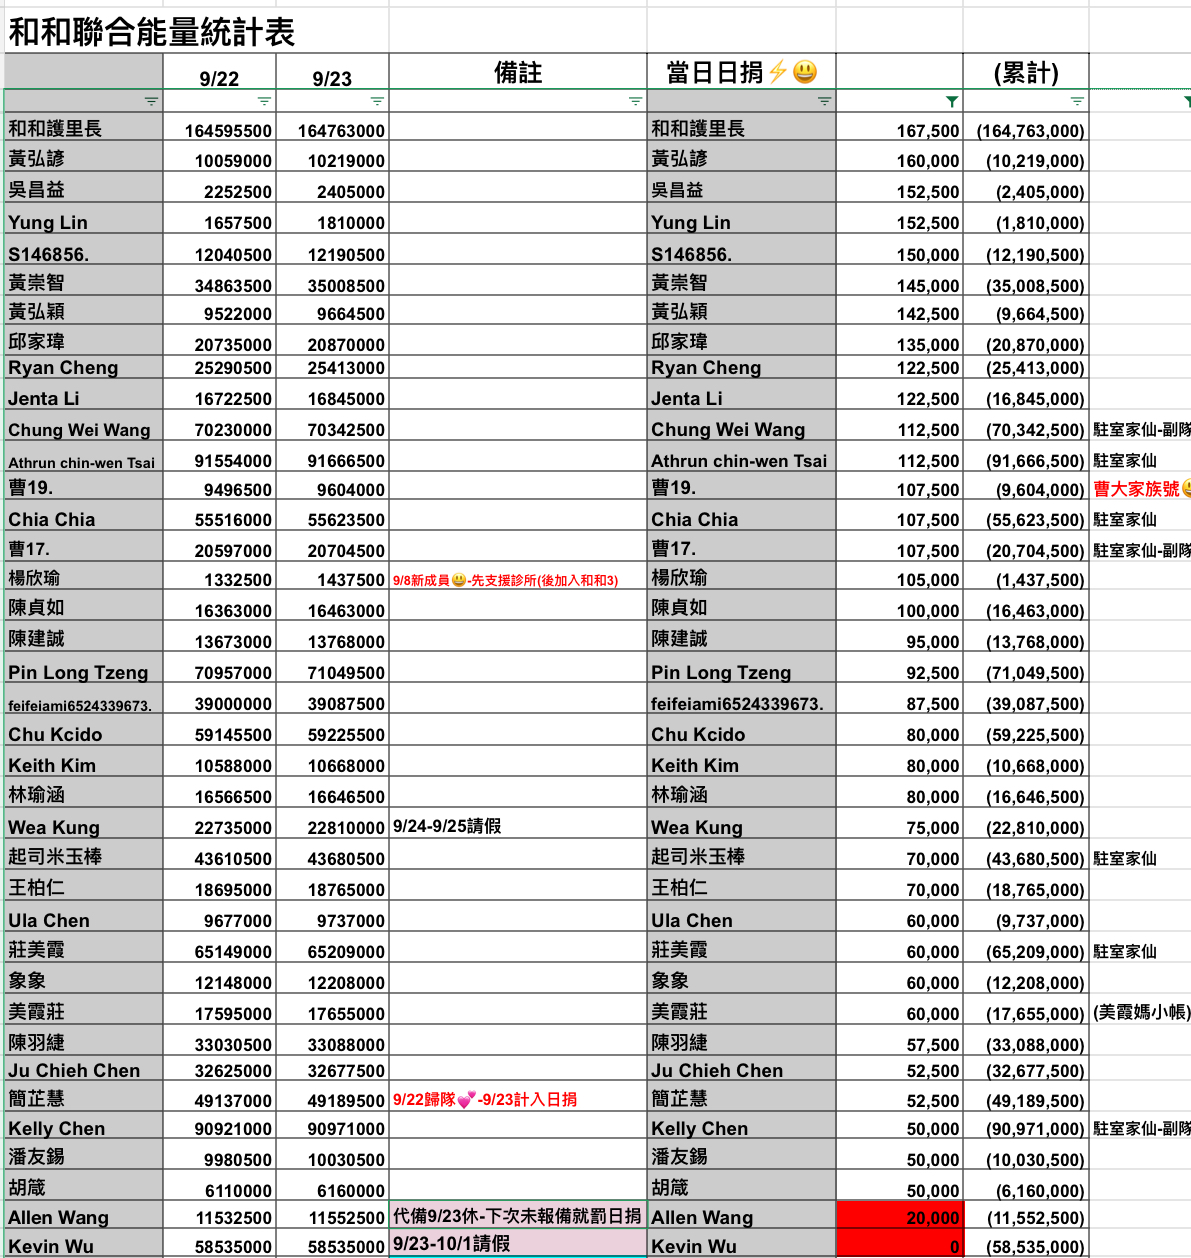 和和聯合能量統計表
9/22 9/23 備註 當日日捐⚡😃 (累計)
和和護里長 164595500 164763000 和和護里長 167,500 (164,763,000)
黃弘諺 10059000 10219000 黃弘諺 160,000 (10,219,000)
吳昌益 2252500 2405000 吳昌益 152,500 (2,405,000)
Yung Lin 1657500 1810000 Yung Lin 152,500 (1,810,000)
S146856. 12040500 12190500 S146856. 150,000 (12,190,500)
黃崇智 34863500 35008500 黃崇智 145,000 (35,008,500)
黃弘穎 9522000 9664500 黃弘穎 142,500 (9,664,500)
邱家瑋 20735000 20870000 邱家瑋 135,000 (20,870,000)
Ryan Cheng 25290500 25413000 Ryan Cheng 122,500 (25,413,000)
Jenta Li 16722500 16845000 Jenta Li 122,500 (16,845,000)
Chung Wei Wang 70230000 70342500 Chung Wei Wang 112,500 (70,342,500) 駐室家仙-副隊
Athrun chin-wen Tsai 91554000 91666500 Athrun chin-wen Tsai 112,500 (91,666,500) 駐室家仙
曹19. 9496500 9604000 曹19. 107,500 (9,604,000) 曹大家族號😃
Chia Chia 55516000 55623500 Chia Chia 107,500 (55,623,500) 駐室家仙
曹17. 20597000 20704500 曹17. 107,500 (20,704,500) 駐室家仙-副隊
楊欣瑜 1332500 1437500 9/8新成員😃-先支援診所(後加入和和3) 楊欣瑜 105,000 (1,437,500)
陳貞如 16363000 16463000 陳貞如 100,000 (16,463,000)
陳建誠 13673000 13768000 陳建誠 95,000 (13,768,000)
Pin Long Tzeng 70957000 71049500 Pin Long Tzeng 92,500 (71,049,500)
feifeiami6524339673. 39000000 39087500 feifeiami6524339673. 87,500 (39,087,500)
Chu Kcido 59145500 59225500 Chu Kcido 80,000 (59,225,500)
Keith Kim 10588000 10668000 Keith Kim 80,000 (10,668,000)
林瑜涵 16566500 16646500 林瑜涵 80,000 (16,646,500)
Wea Kung 22735000 22810000 9/24-9/25請假 Wea Kung 75,000 (22,810,000)
起司米玉棒 43610500 43680500 起司米玉棒 70,000 (43,680,500) 駐室家仙
王柏仁 18695000 18765000 王柏仁 70,000 (18,765,000)
Ula Chen 9677000 9737000 Ula Chen 60,000 (9,737,000)
莊美霞 65149000 65209000 莊美霞 60,000 (65,209,000) 駐室家仙
象象 12148000 12208000 象象 60,000 (12,208,000)
美霞莊 17595000 17655000 美霞莊 60,000 (17,655,000) (美霞媽小帳)
陳羽緁 33030500 33088000 陳羽緁 57,500 (33,088,000)
Ju Chieh Chen 32625000 32677500 Ju Chieh Chen 52,500 (32,677,500)
簡芷慧 49137000 49189500 9/22歸隊💕-9/23計入日捐 簡芷慧 52,500 (49,189,500)
Kelly Chen 90921000 90971000 Kelly Chen 50,000 (90,971,000) 駐室家仙-副隊
潘友錫 9980500 10030500 潘友錫 50,000 (10,030,500)
胡箴 6110000 6160000 胡箴 50,000 (6,160,000)
Allen Wang 11532500 11552500 代備9/23休-下次未報備就罰日捐 Allen Wang 20,000 (11,552,500)
Kevin Wu 58535000 58535000 9/23-10/1請假 Kevin Wu 0 (58,535,000)